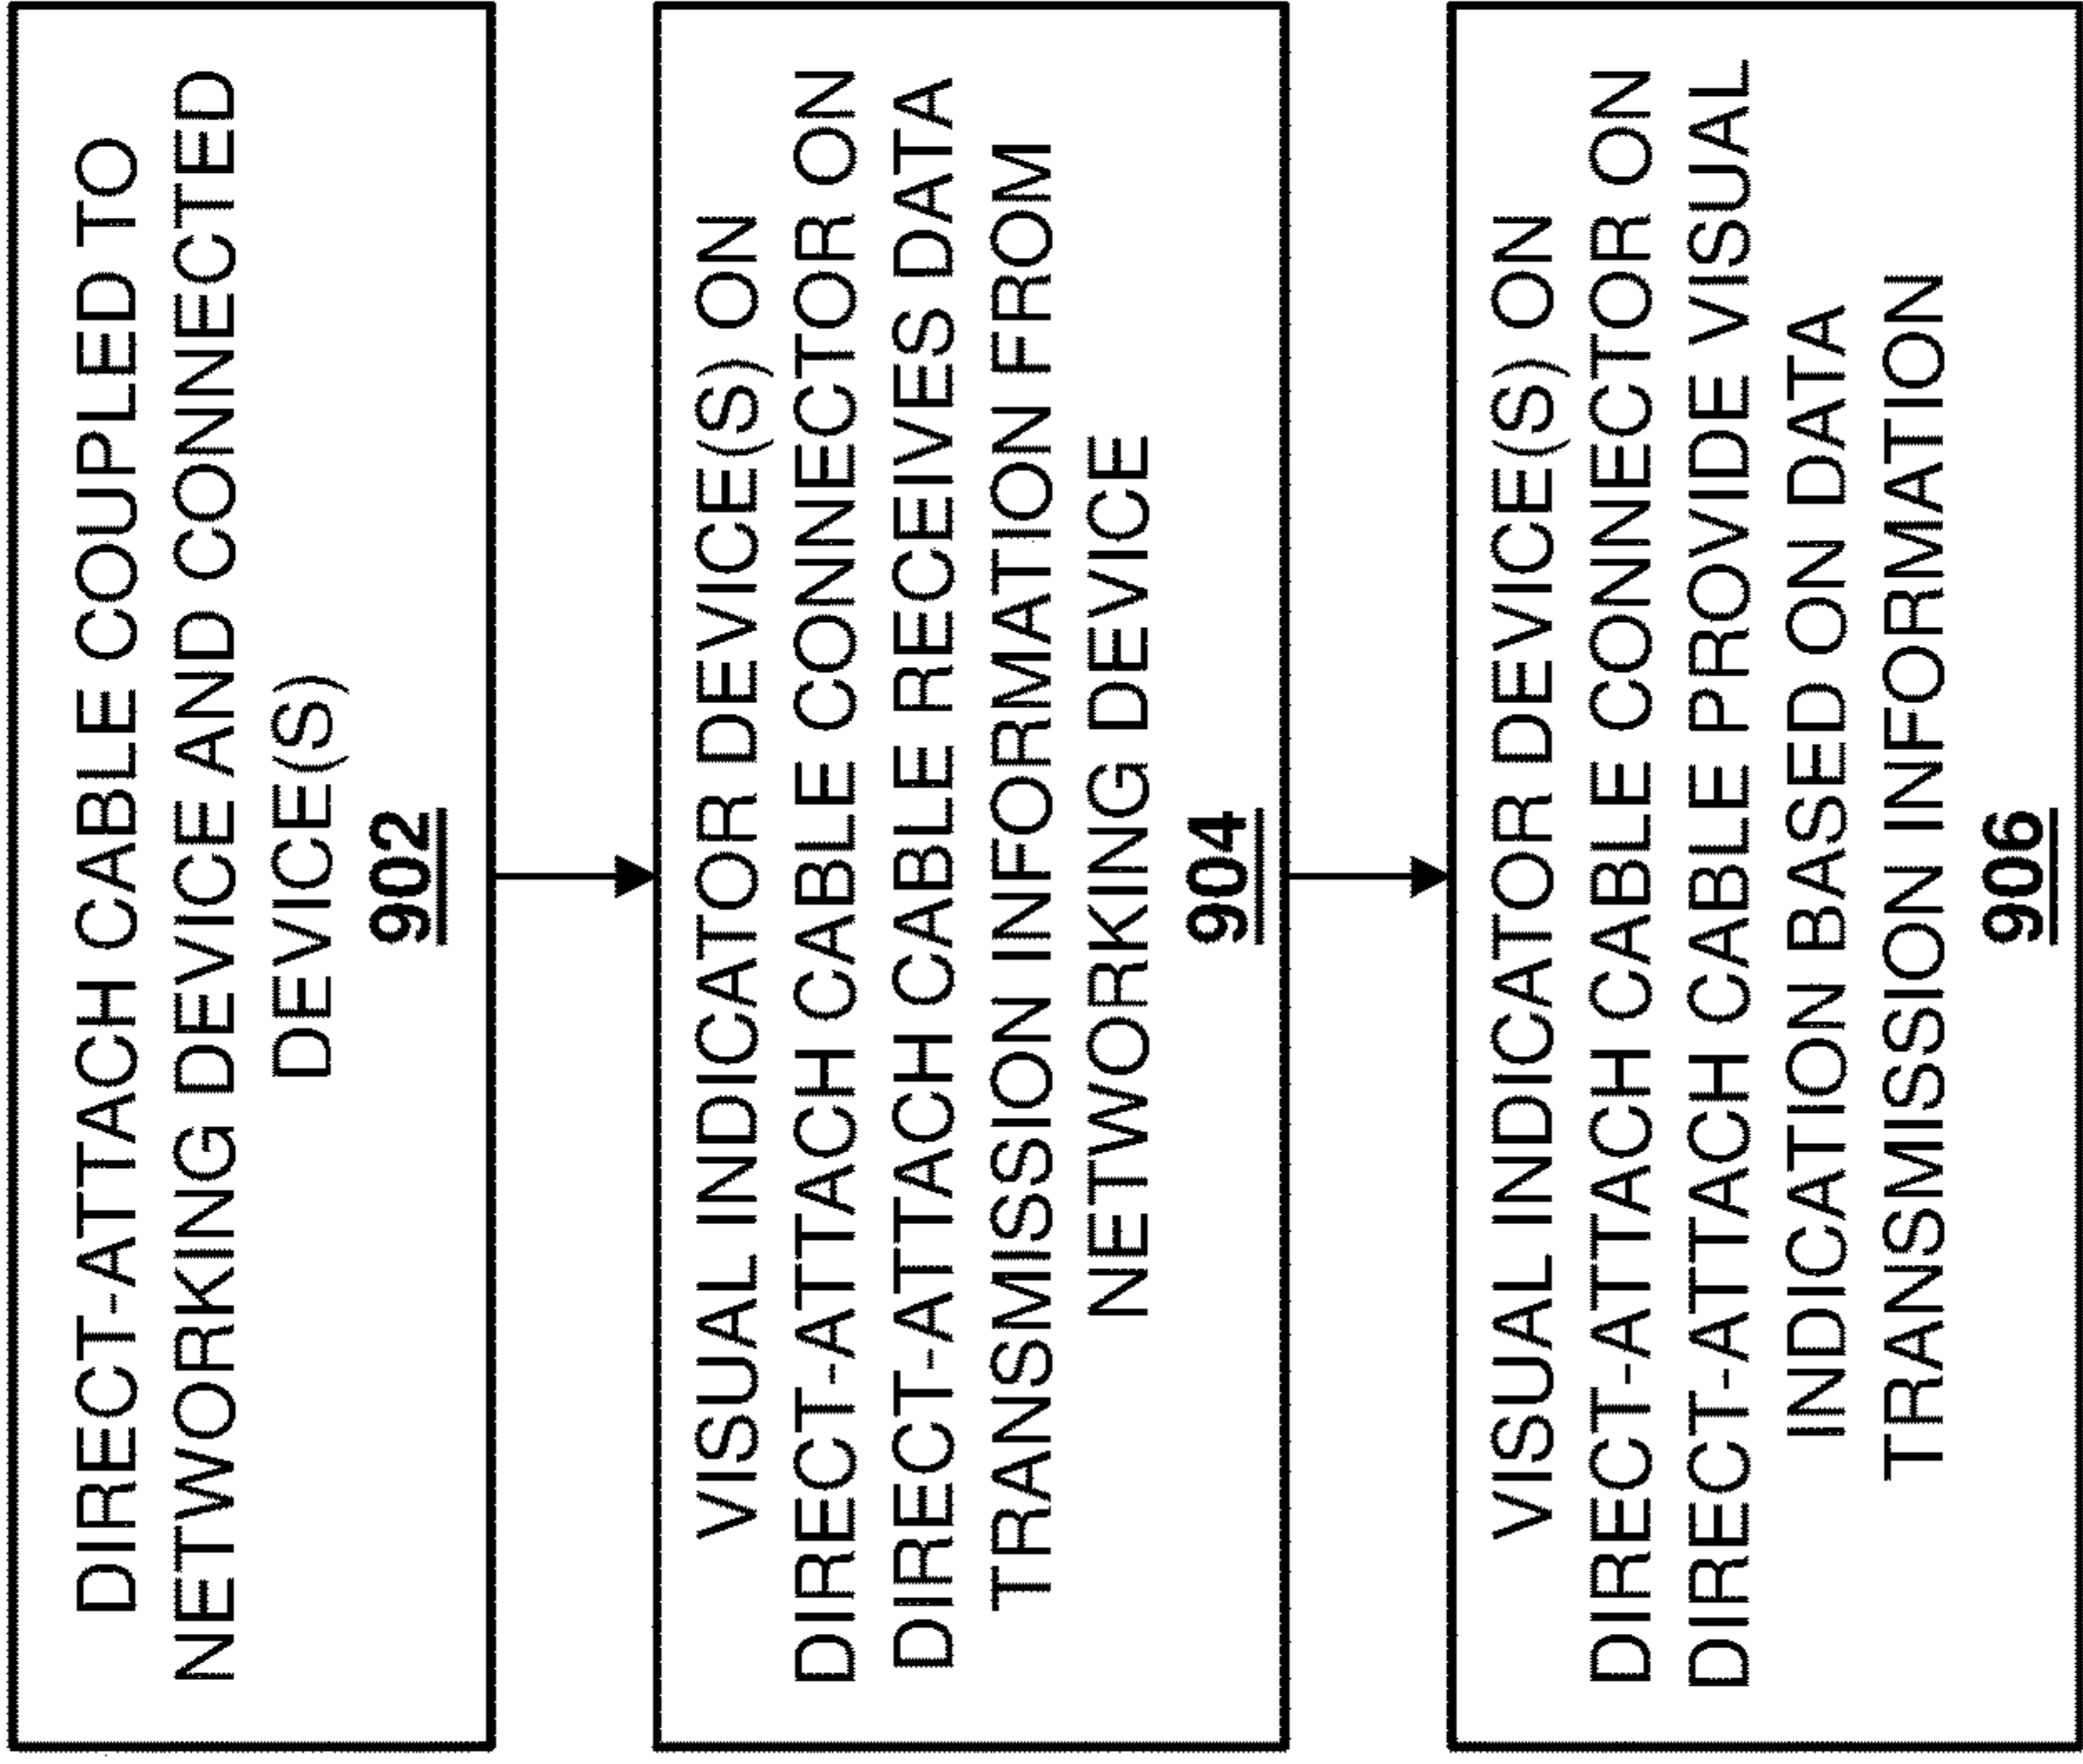 DIRECT-ATTACH CABLE COUPLED TO
NETWORKING DEVICE AND CONNECTED
DEVICE(S)
902
VISUAL INDICATOR DEVICE(S) ON
DIRECT-ATTACH CABLE CONNECTOR ON
DIRECT-ATTACH CABLE RECEIVES DATA
TRANSMISSION INFORMATION FROM
NETWORKING DEVICE
904
VISUAL INDICATOR DEVICE(S) ON
DIRECT-ATTACH CABLE CONNECTOR ON
DIRECT-ATTACH CABLE PROVIDE VISUAL
INDICATION BASED ON DATA
TRANSMISSION INFORMATION
906